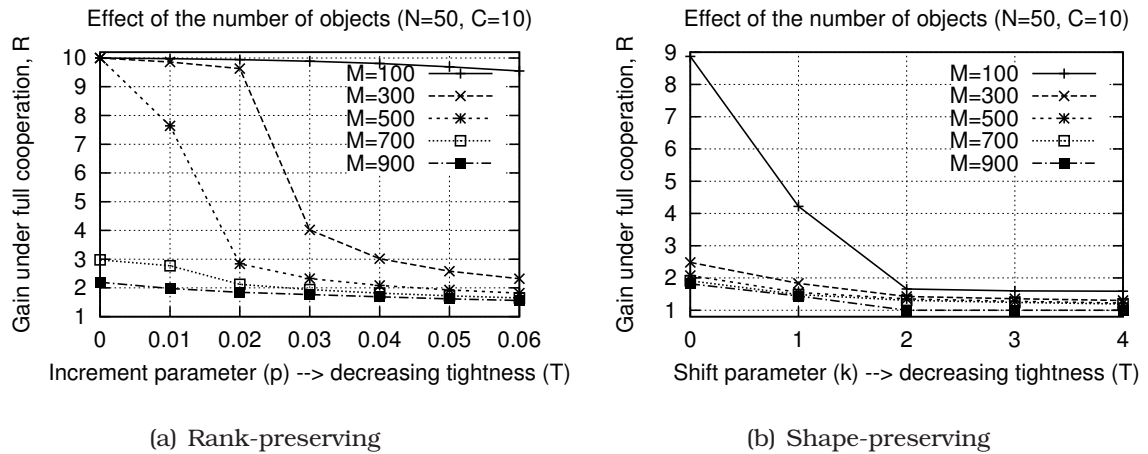 Effect of the number of objects (N=50, C=10)
Gain under full cooperation, R
10
9
8
7
6
5
4
3
2
1
M=100
M=300
M=500
M=700
M=900
0 0.01 0.02 0.03 0.04 0.05 0.06
Increment parameter (p) --> decreasing tightness (T)
(a) Rank-preserving
Effect of the number of objects (N=50, C=10)
Gain under full cooperation, R
9
8
7
6
5
4
3
2
1
M=100
M=300
M=500
M=700
M=900
0 1 2 3 4
Shift parameter (k) --> decreasing tightness (T)
(b) Shape-preserving